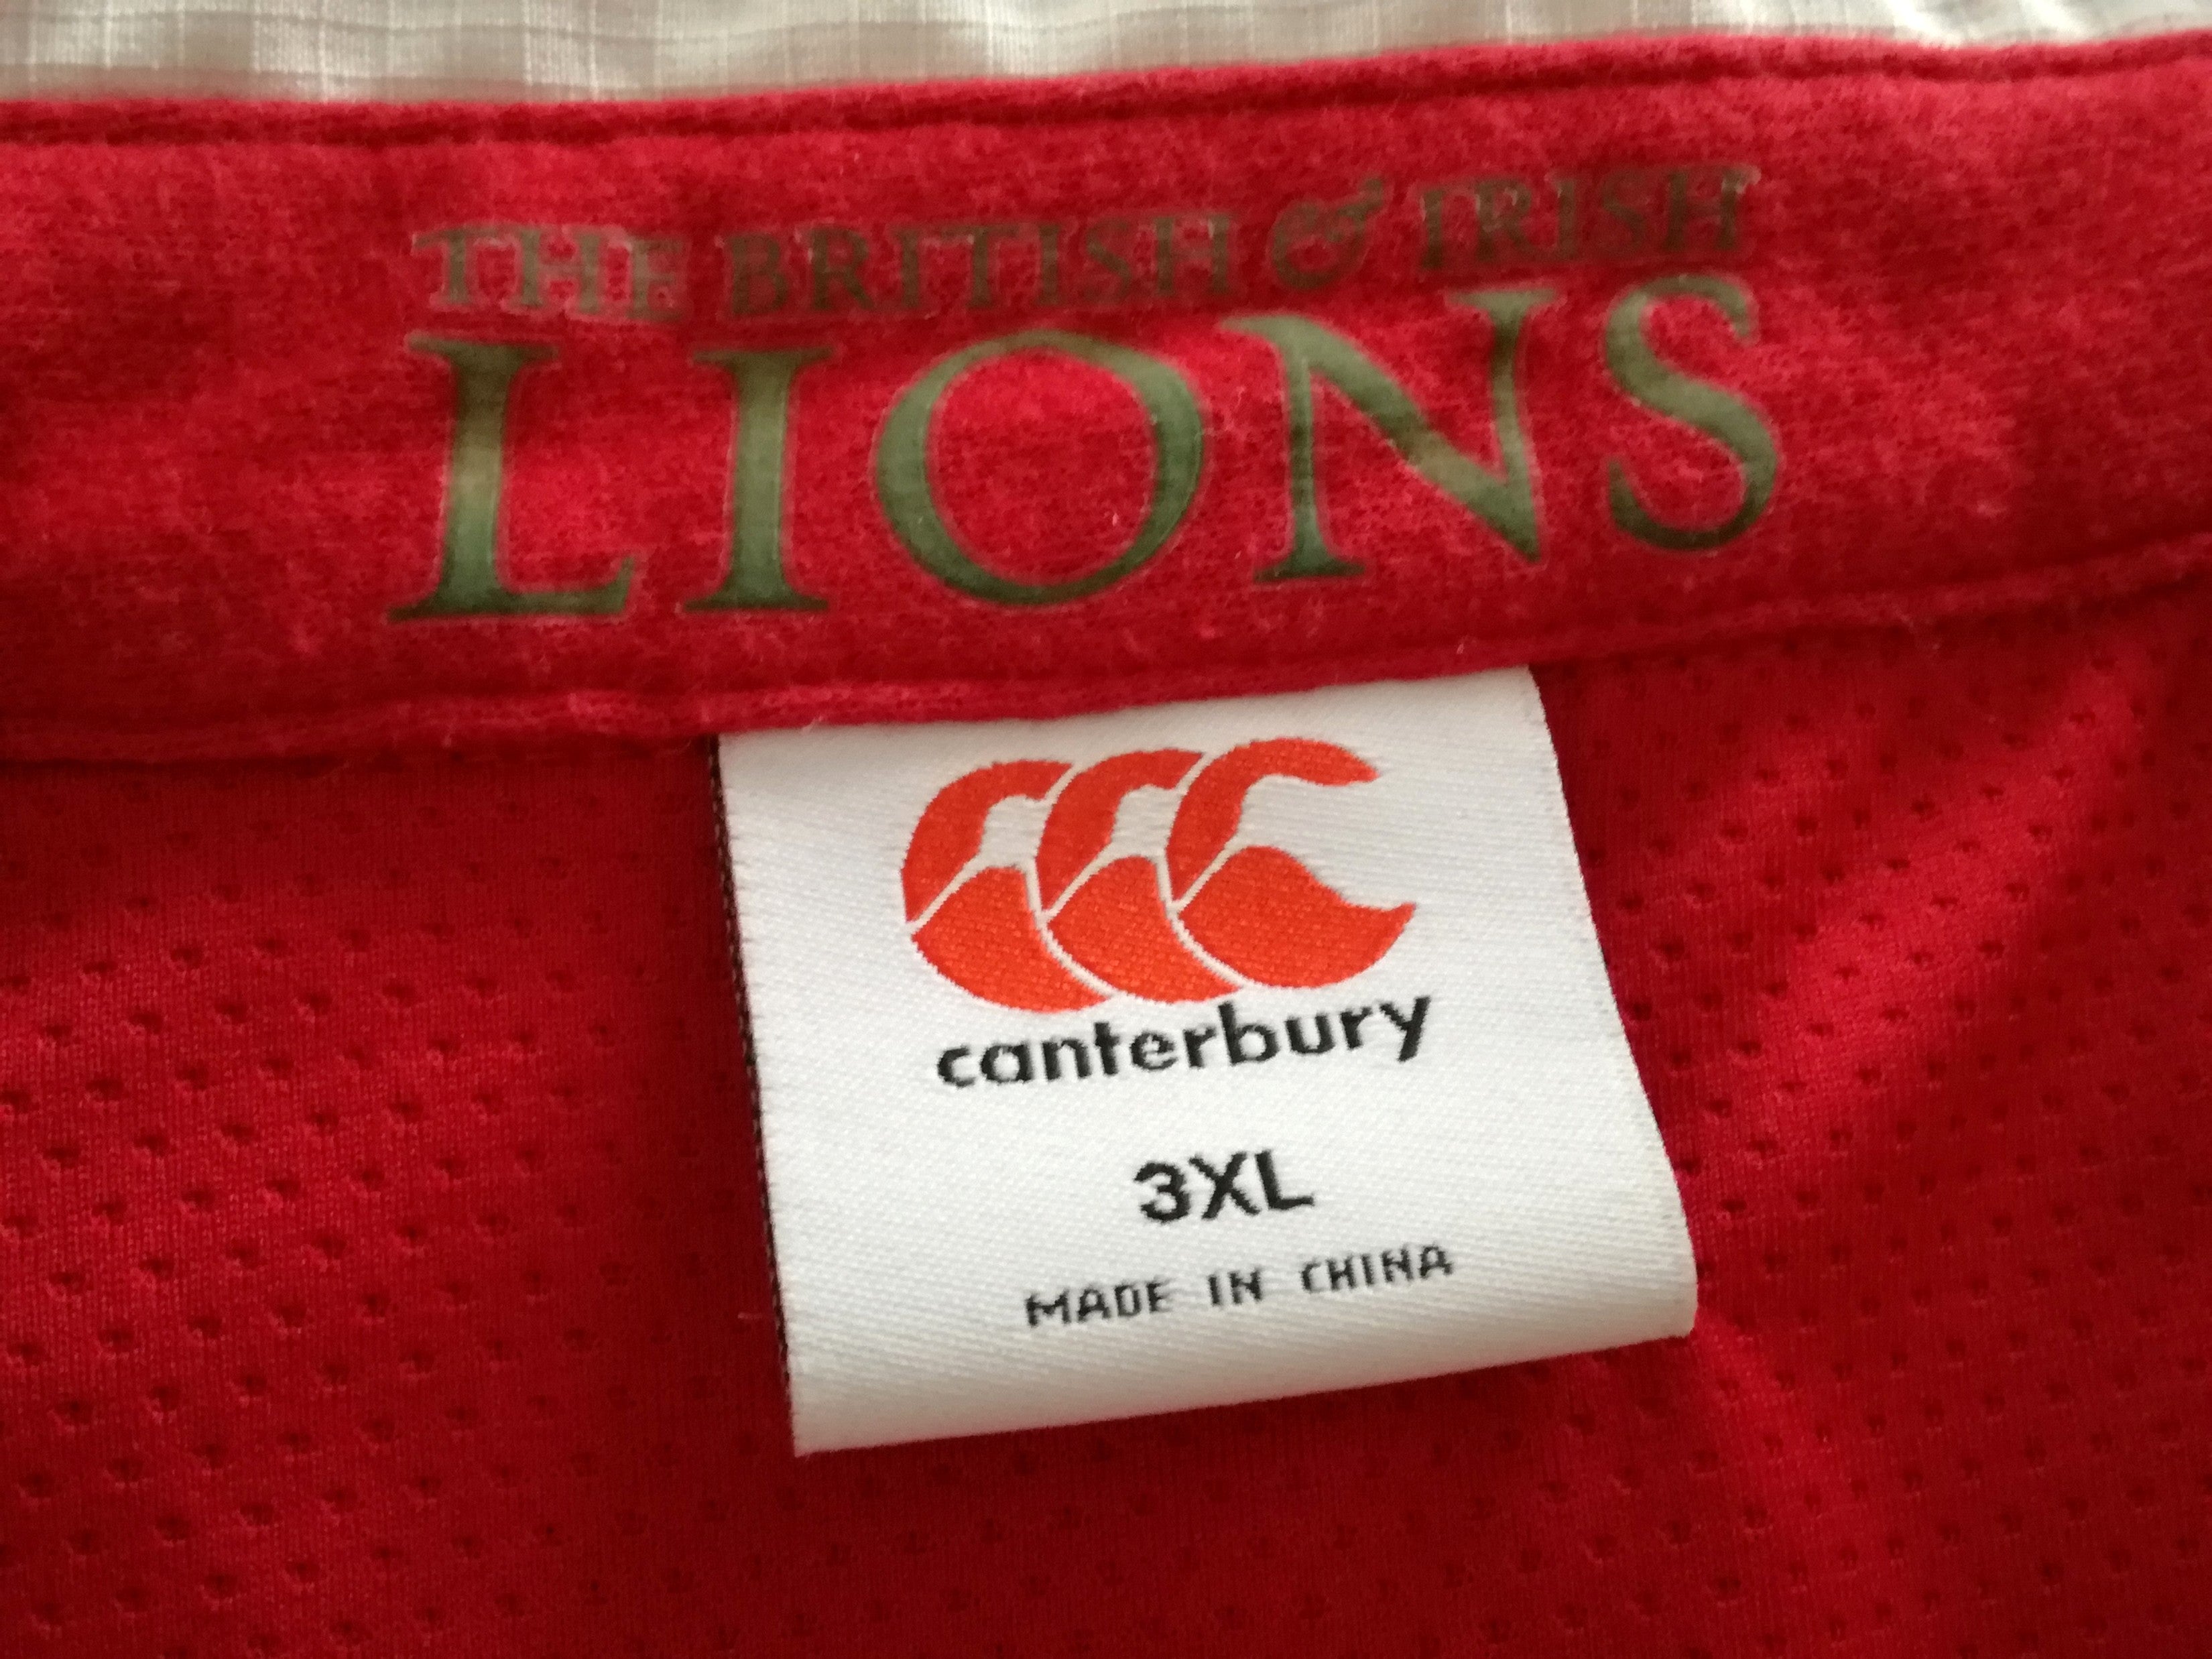 THE BRITISH & IRISH
LIONS
canterbury
3XL
MADE IN CHINA